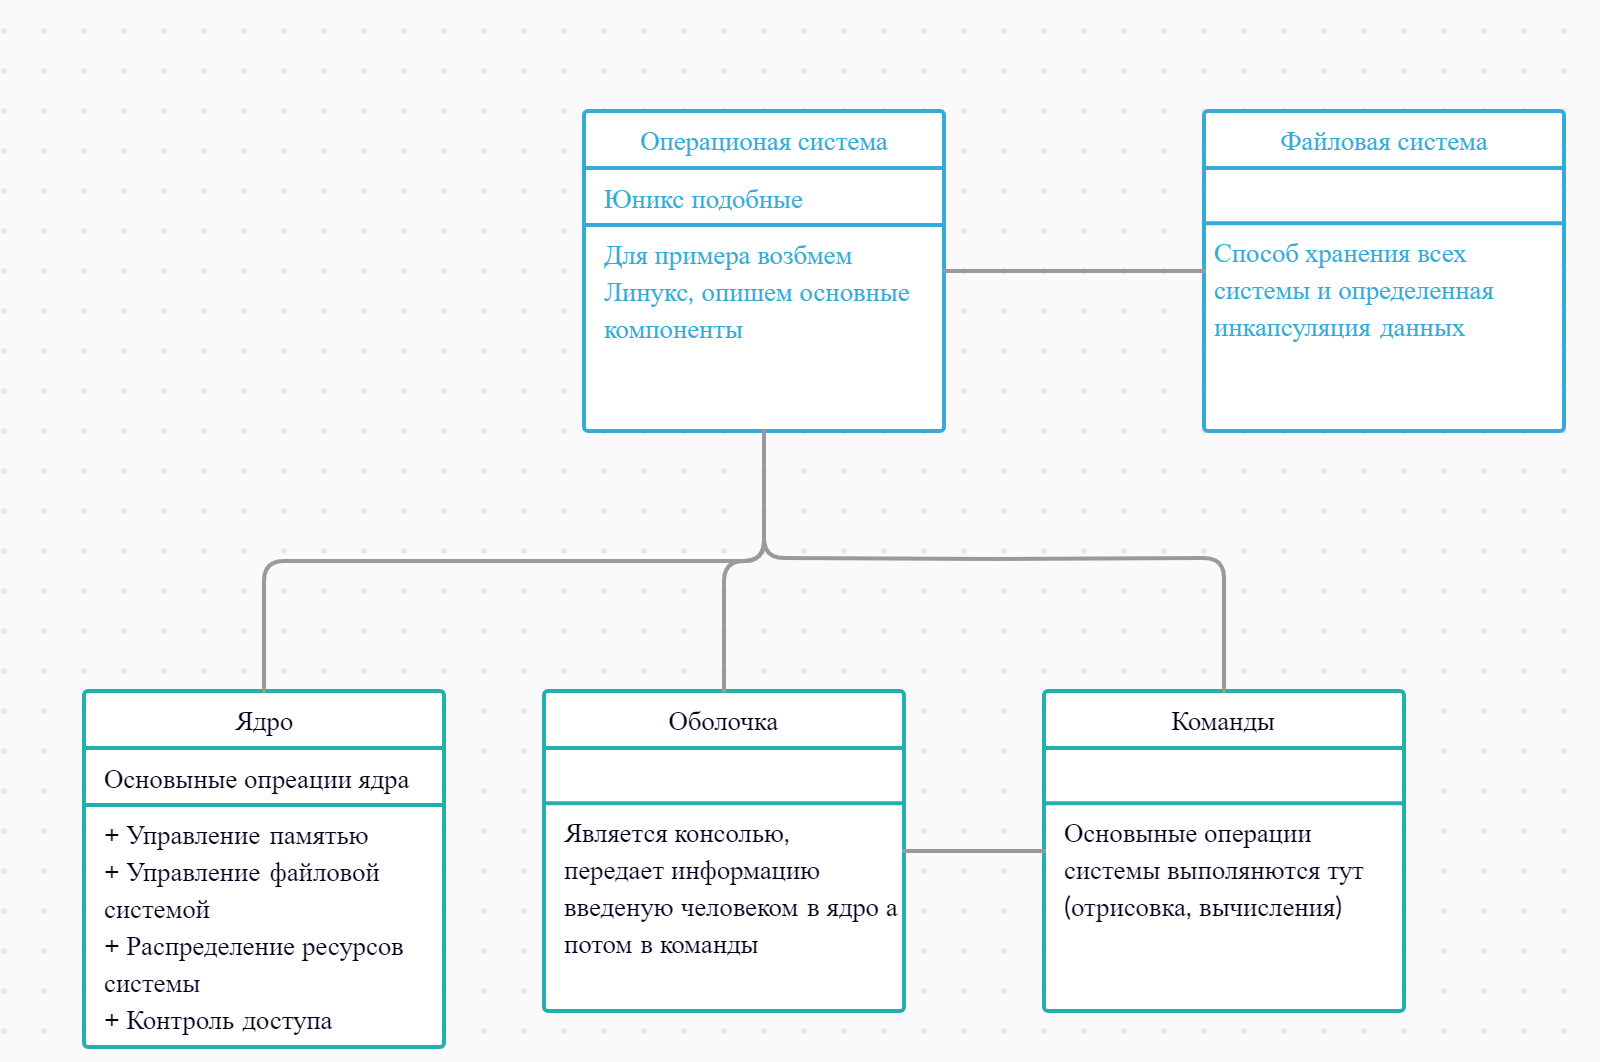 Операционая система
Юникс подобные
Для примера возбмем
Линукс, опишем основные
компоненты
Файловая система
Способ хранения всех
системы и определенная
инкапсуляция данных
Ядро
Основыные опреации ядра
+ Управление памятью
+ Управление файловой
системой
+ Распределение ресурсов
системы
+ Контроль доступа
Оболочка
Является консолью,
передает информацию
введеную человеком в ядро а
потом в команды
Команды
Основыные операции
системы выполянются тут
(отрисовка, вычисления)